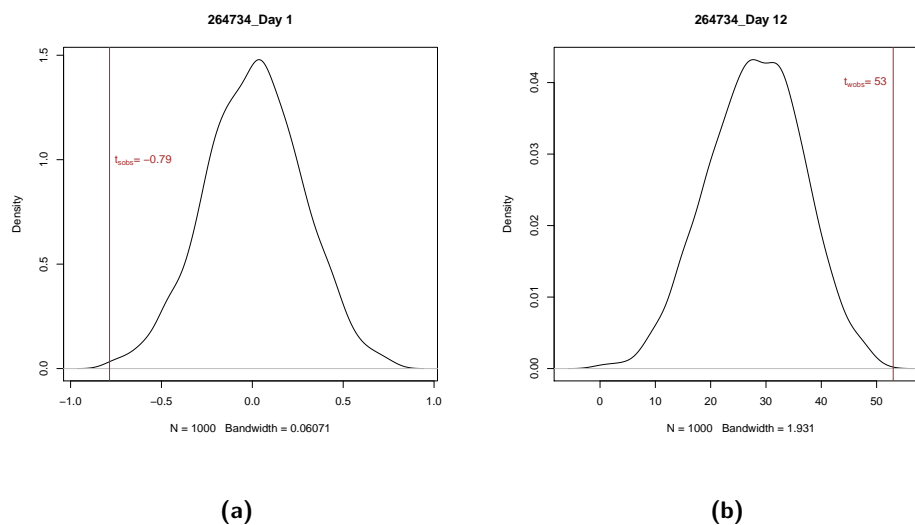 264734_Day 1
Density
0.0 0.5 1.0 1.5
t_sobs= −0.79
−1.0 −0.5 0.0 0.5 1.0
N = 1000 Bandwidth = 0.06071
(a)
264734_Day 12
Density
0.00 0.01 0.02 0.03 0.04
t_wobs= 53
0 10 20 30 40 50
N = 1000 Bandwidth = 1.931
(b)